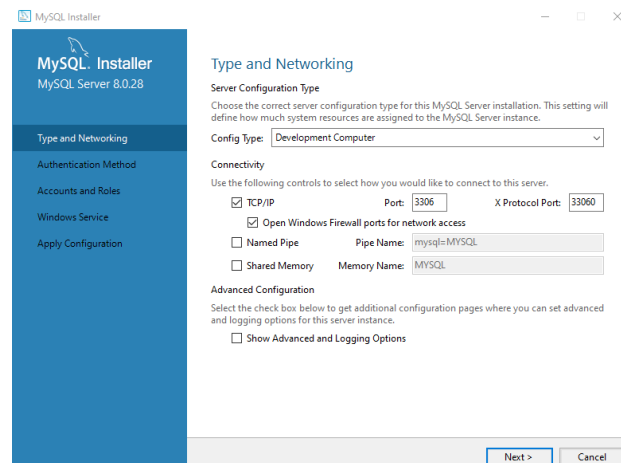 MySQL Installer
MySQL. Installer
MySQL Server 8.0.28
Type and Networking
Authentication Method
Accounts and Roles
Windows Service
Apply Configuration
Type and Networking
Server Configuration Type
Choose the correct server configuration type for this MySQL Server installation. This setting will
define how much system resources are assigned to the MySQL Server instance.
Config Type: Development Computer
Connectivity
Use the following controls to select how you would like to connect to this server.
TCP/IP Port: 3306 X Protocol Port: 33060
Open Windows Firewall ports for network access
Named Pipe Pipe Name: mysql=MYSQL
Shared Memory Memory Name: MYSQL
Advanced Configuration
Select the check box below to get additional configuration pages where you can set advanced
and logging options for this server instance.
Show Advanced and Logging Options
Next > Cancel